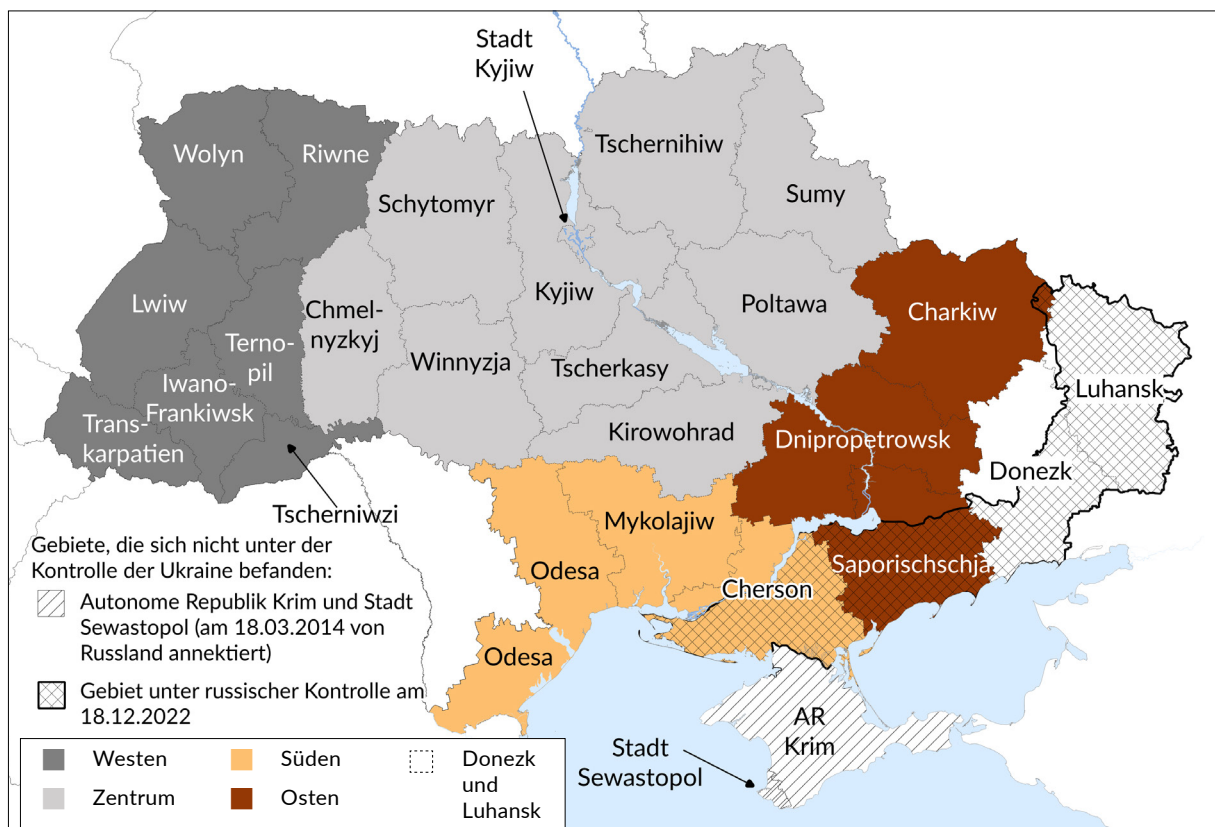 Stadt
Kyjiw
Tschernihiw
Wolyn
Riwne
Sumy
Schytomyr
Kyjiw
Lwiw
Poltawa
Charkiw
Chmel-
nyzkyj
Terno-
pil
Winnyzja
Tscherkasy
Luhansk
Iwano-
Frankiwsk
Trans-
karpatien
Kirowohrad
Dnipropetrowsk
Donezk
Tscherniwzi
Mykolajiw
Odesa
Saporischschja
Cherson
Odesa
AR
Krim
Stadt
Sewastopol
Gebiete, die sich nicht unter der
Kontrolle der Ukraine befanden:
Autonome Republik Krim und Stadt
Sewastopol (am 18.03.2014 von
Russland annektiert)
Gebiet unter russischer Kontrolle am
18.12.2022
Westen
Zentrum
Süden
Osten
Donezk
und
Luhansk